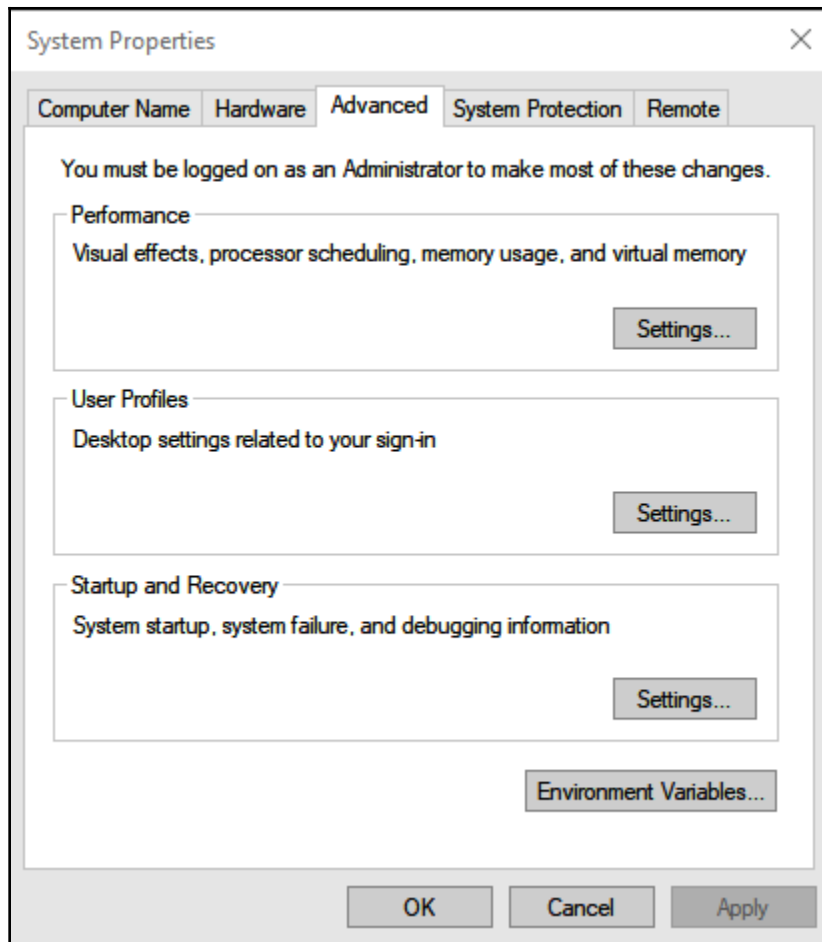 System Properties
Computer Name Hardware Advanced System Protection Remote
You must be logged on as an Administrator to make most of these changes.
Performance
Visual effects, processor scheduling, memory usage, and virtual memory
Settings...
User Profiles
Desktop settings related to your sign-in
Settings...
Startup and Recovery
System startup, system failure, and debugging information
Settings...
Environment Variables...
OK Cancel Apply